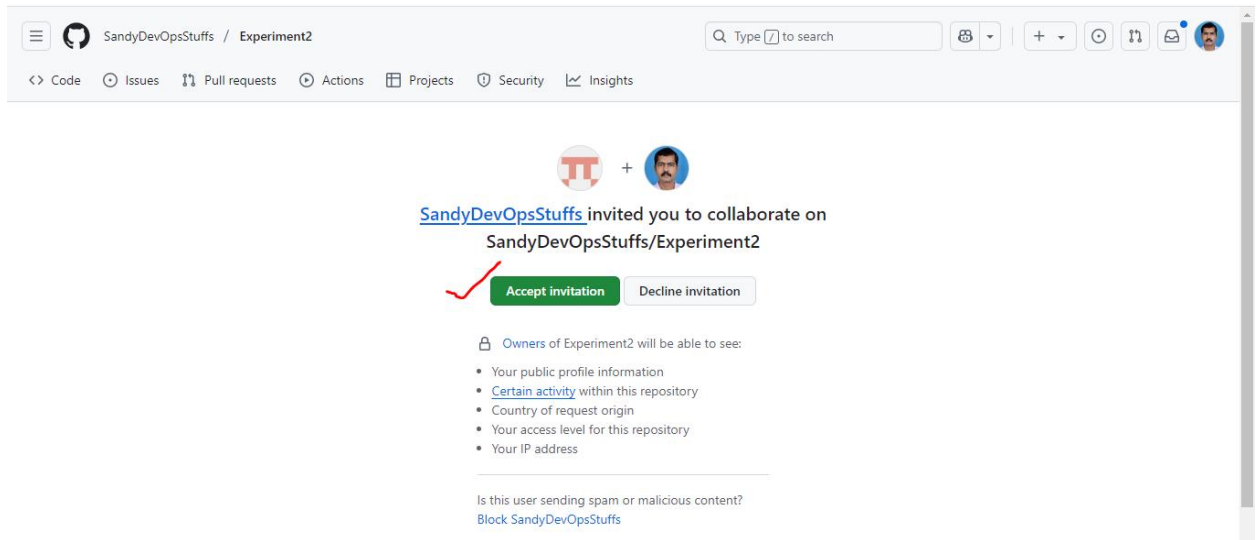 SandyDevOpsStuffs / Experiment2
Type / to search
Code Issues Pull requests Actions Projects Security Insights
SandyDevOpsStuffs invited you to collaborate on
SandyDevOpsStuffs/Experiment2
Accept invitation Decline invitation
Owners of Experiment2 will be able to see:
Your public profile information
Certain activity within this repository
Country of request origin
Your access level for this repository
Your IP address
Is this user sending spam or malicious content?
Block SandyDevOpsStuffs